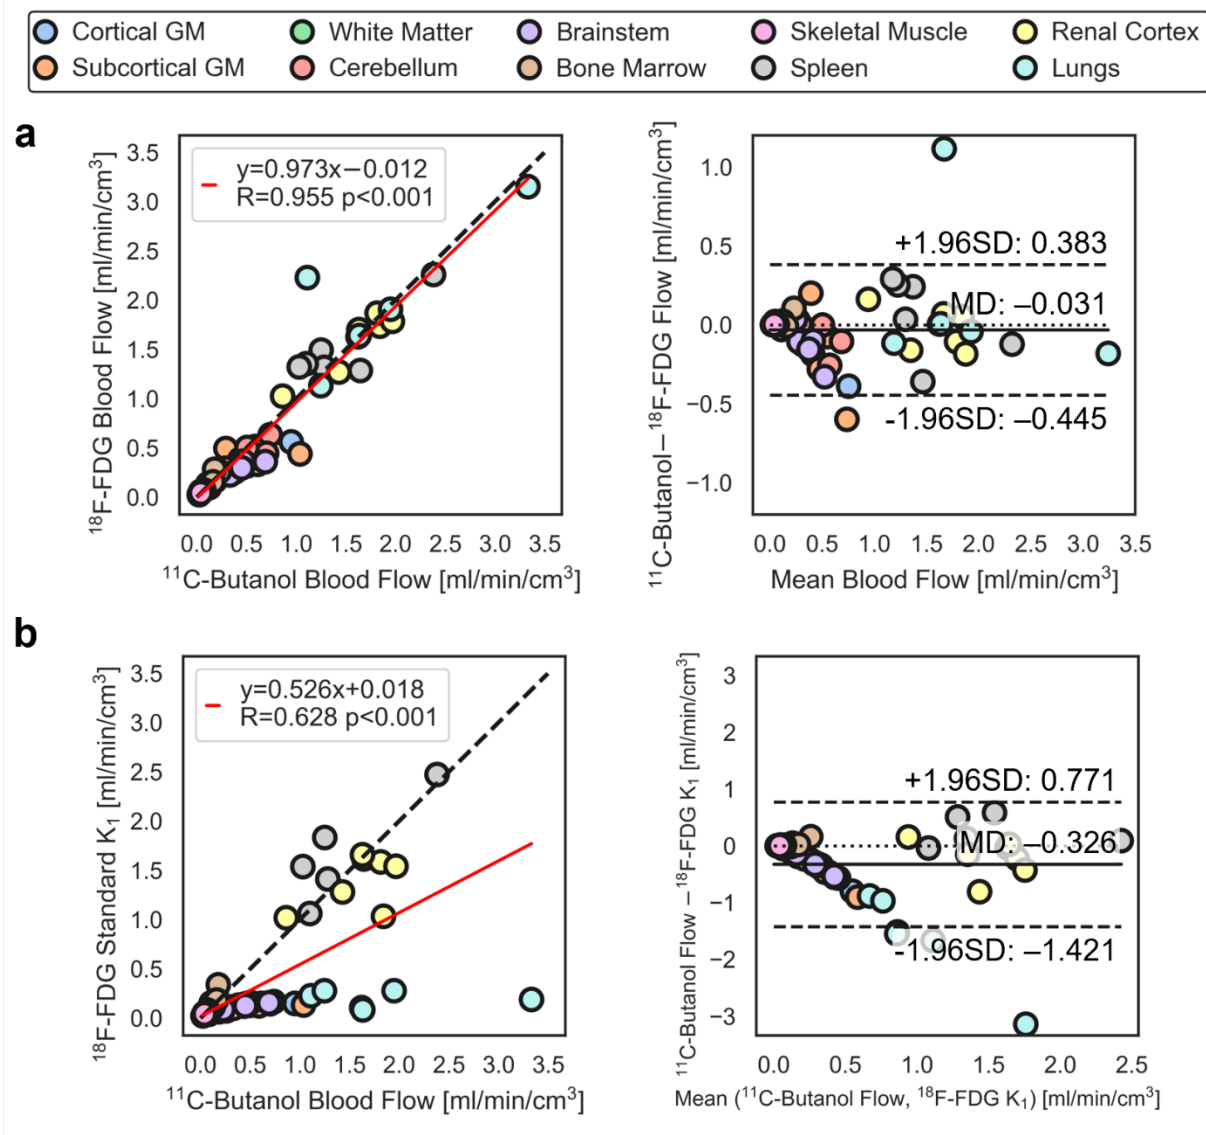 Cortical GM White Matter Brainstem Skeletal Muscle Renal Cortex
Subcortical GM Cerebellum Bone Marrow Spleen Lungs
a
¹⁸F-FDG Blood Flow [ml/min/cm³]
3.5
3.0
2.5
2.0
1.5
1.0
0.5
0.0
y=0.973x−0.012
R=0.955 p<0.001
0.0 0.5 1.0 1.5 2.0 2.5 3.0 3.5
¹¹C-Butanol Blood Flow [ml/min/cm³]
¹¹C-Butanol−¹⁸F-FDG Flow [ml/min/cm³]
1.0
0.5
0.0
−0.5
−1.0
+1.96SD: 0.383
MD: −0.031
-1.96SD: −0.445
0.0 0.5 1.0 1.5 2.0 2.5 3.0 3.5
Mean Blood Flow [ml/min/cm³]
b
¹⁸F-FDG Standard K₁ [ml/min/cm³]
3.5
3.0
2.5
2.0
1.5
1.0
0.5
0.0
y=0.526x+0.018
R=0.628 p<0.001
0.0 0.5 1.0 1.5 2.0 2.5 3.0 3.5
¹¹C-Butanol Blood Flow [ml/min/cm³]
¹¹C-Butanol Flow − ¹⁸F-FDG K₁ [ml/min/cm³]
3
2
1
0
−1
−2
−3
+1.96SD: 0.771
MD: −0.326
-1.96SD: −1.421
0.0 0.5 1.0 1.5 2.0 2.5
Mean (¹¹C-Butanol Flow, ¹⁸F-FDG K₁) [ml/min/cm³]